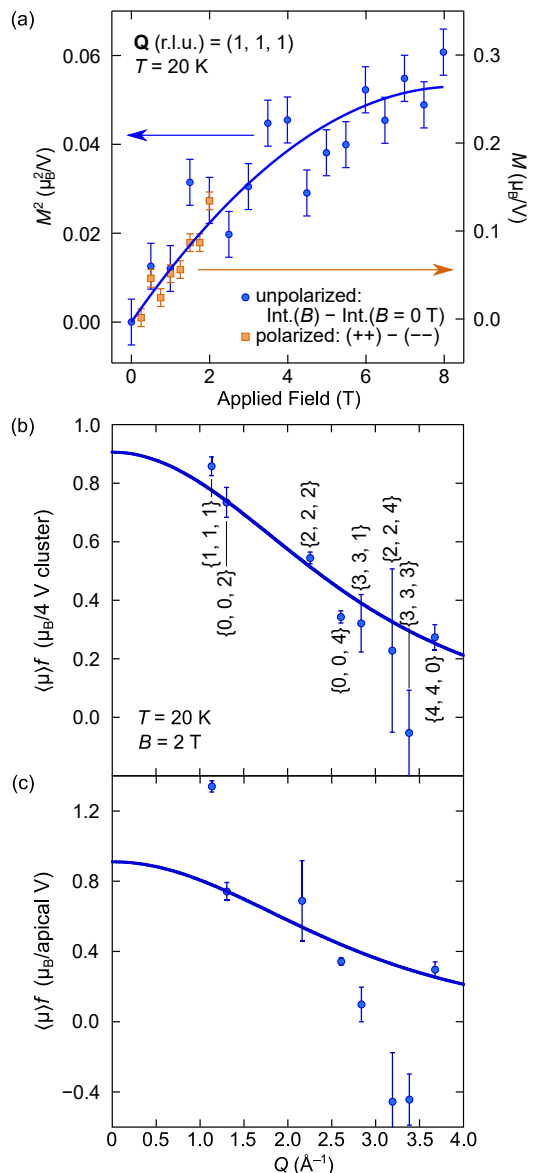 (a)
Q (r.l.u.) = (1, 1, 1)
T = 20 K
0.06
0.04
0.02
0.00
M² (μ_B²/V)
0.3
0.2
0.1
0.0
M (μ_B/V)
unpolarized:
Int.(B) − Int.(B = 0 T)
polarized: (++) − (−−)
0 2 4 6 8
Applied Field (T)
(b)
1.0
0.8
0.6
0.4
0.2
0.0
⟨μ⟩f (μ_B/4 V cluster)
{1, 1, 1}
{0, 0, 2}
{2, 2, 2}
{0, 0, 4}
{3, 3, 1}
{2, 2, 4}
{3, 3, 3}
{4, 4, 0}
T = 20 K
B = 2 T
(c)
1.2
0.8
0.4
0.0
−0.4
⟨μ⟩f (μ_B/apical V)
0 0.5 1.0 1.5 2.0 2.5 3.0 3.5 4.0
Q (Å⁻¹)